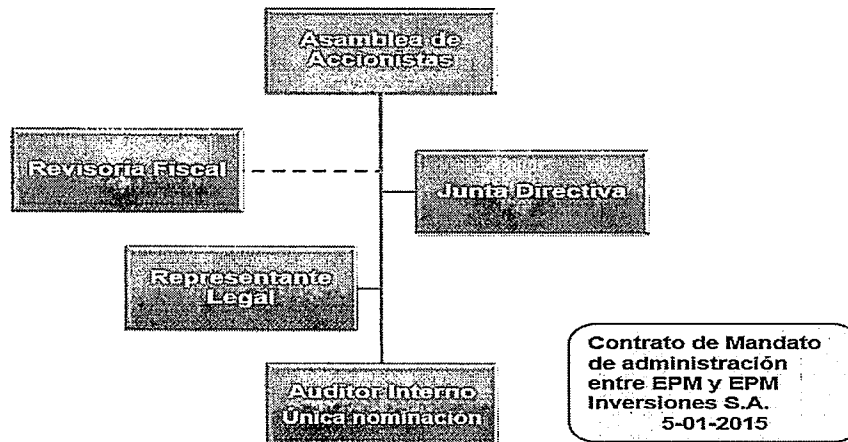 Asamblea de
Accionistas
Revisoría Fiscal
Junta Directiva
Representante
Legal
Auditor Interno
Única nominación
Contrato de Mandato
de administración
entre EPM y EPM
Inversiones S.A.
5-01-2015